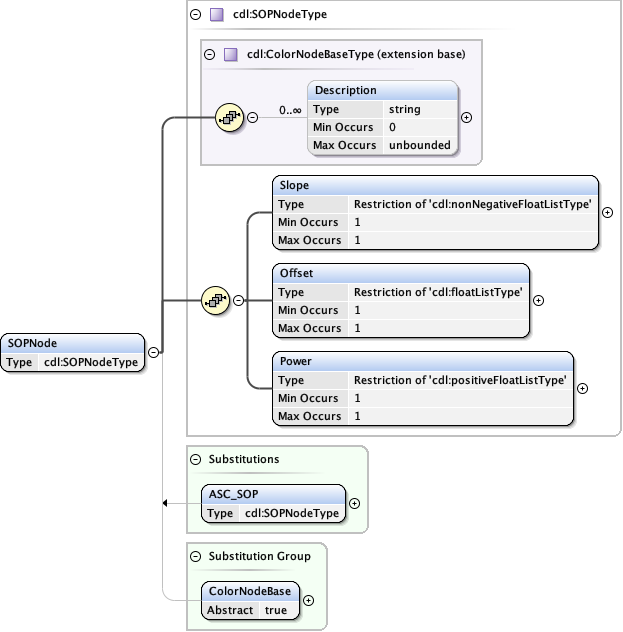 cdl:SOPNodeType
cdl:ColorNodeBaseType (extension base)
0..∞
Description
Type string
Min Occurs 0
Max Occurs unbounded
Slope
Type Restriction of 'cdl:nonNegativeFloatListType'
Min Occurs 1
Max Occurs 1
Offset
Type Restriction of 'cdl:floatListType'
Min Occurs 1
Max Occurs 1
SOPNode
Type cdl:SOPNodeType
Power
Type Restriction of 'cdl:positiveFloatListType'
Min Occurs 1
Max Occurs 1
Substitutions
ASC_SOP
Type cdl:SOPNodeType
Substitution Group
ColorNodeBase
Abstract true